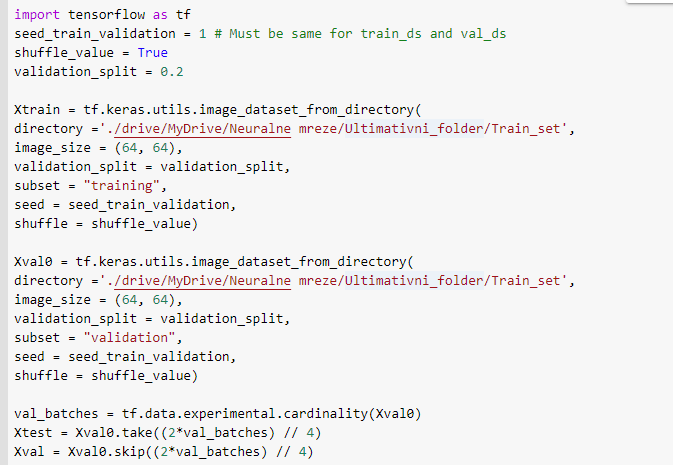 import tensorflow as tf
seed_train_validation = 1 # Must be same for train_ds and val_ds
shuffle_value = True
validation_split = 0.2

Xtrain = tf.keras.utils.image_dataset_from_directory(
directory ='./drive/MyDrive/Neuralne mreze/Ultimativni_folder/Train_set',
image_size = (64, 64),
validation_split = validation_split,
subset = "training",
seed = seed_train_validation,
shuffle = shuffle_value)

Xval0 = tf.keras.utils.image_dataset_from_directory(
directory ='./drive/MyDrive/Neuralne mreze/Ultimativni_folder/Train_set',
image_size = (64, 64),
validation_split = validation_split,
subset = "validation",
seed = seed_train_validation,
shuffle = shuffle_value)

val_batches = tf.data.experimental.cardinality(Xval0)
Xtest = Xval0.take((2*val_batches) // 4)
Xval = Xval0.skip((2*val_batches) // 4)